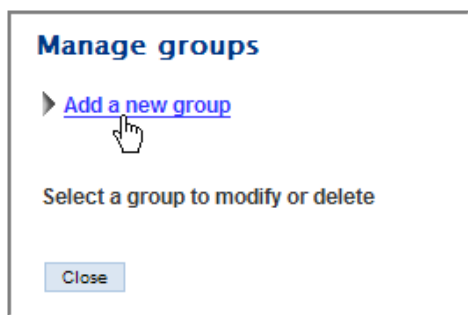 Manage groups
Add a new group
Select a group to modify or delete
Close